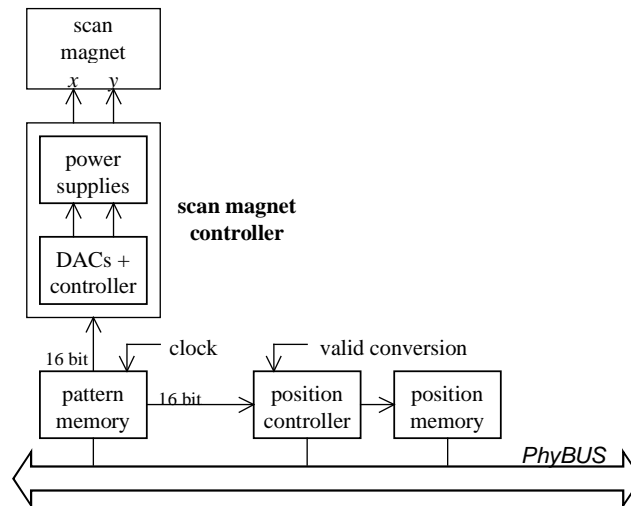 scan
magnet
x y
power
supplies
scan magnet
controller
DACs +
controller
16 bit
clock
valid conversion
pattern
memory
16 bit
position
controller
position
memory
PhyBUS